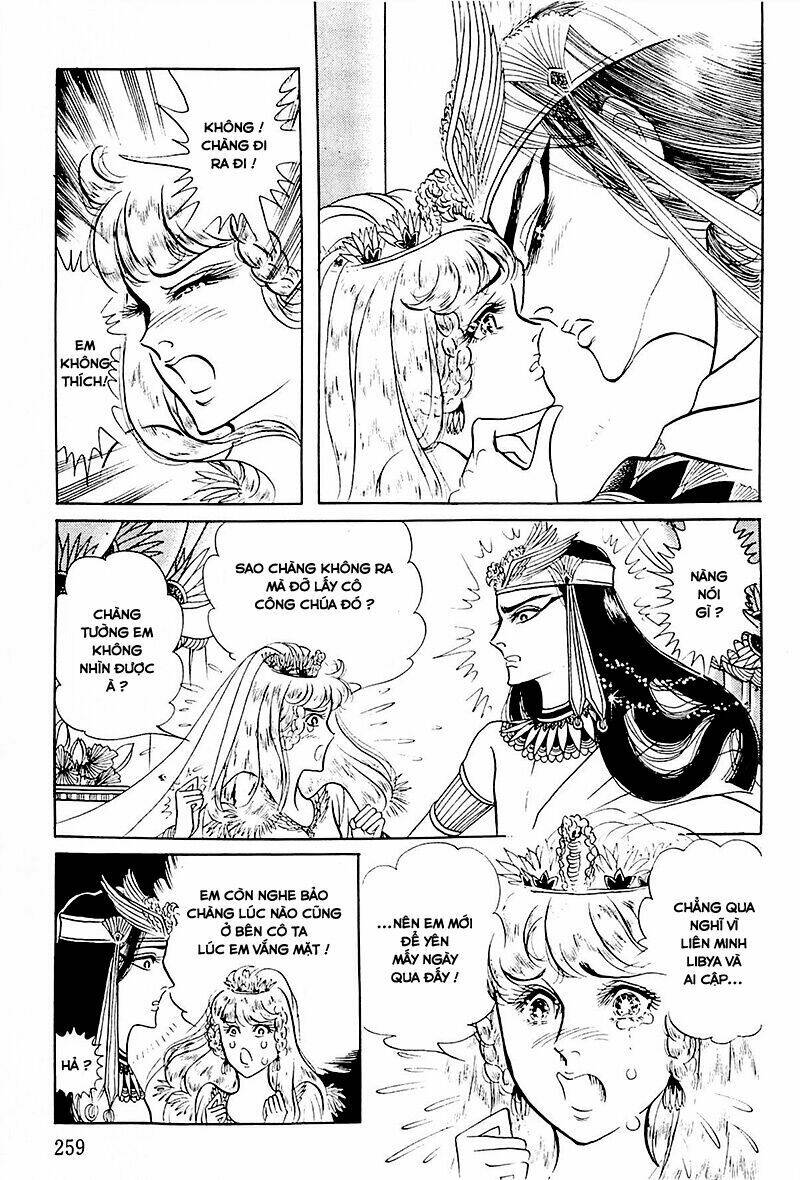 KHÔNG !
CHÀNG ĐI
RA ĐI !
EM
KHÔNG
THÍCH!
CHÀNG
TƯỞNG EM
KHÔNG
NHÌN ĐƯỢC
À ?
SAO CHÀNG KHÔNG RA
MÀ ĐỠ LẤY CÔ
CÔNG CHÚA ĐÓ ?
NÀNG
NÓI
GÌ ?
EM CÒN NGHE BẢO
CHÀNG LÚC NÀO CŨNG
Ở BÊN CÔ TA
LÚC EM VẮNG MẶT !
HẢ ?
...NÊN EM MỚI
ĐỂ YÊN
MẤY NGÀY
QUA ĐẤY !
CHẲNG QUA
NGHĨ VÌ
LIÊN MINH
LIBYA VÀ
AI CẬP...
259